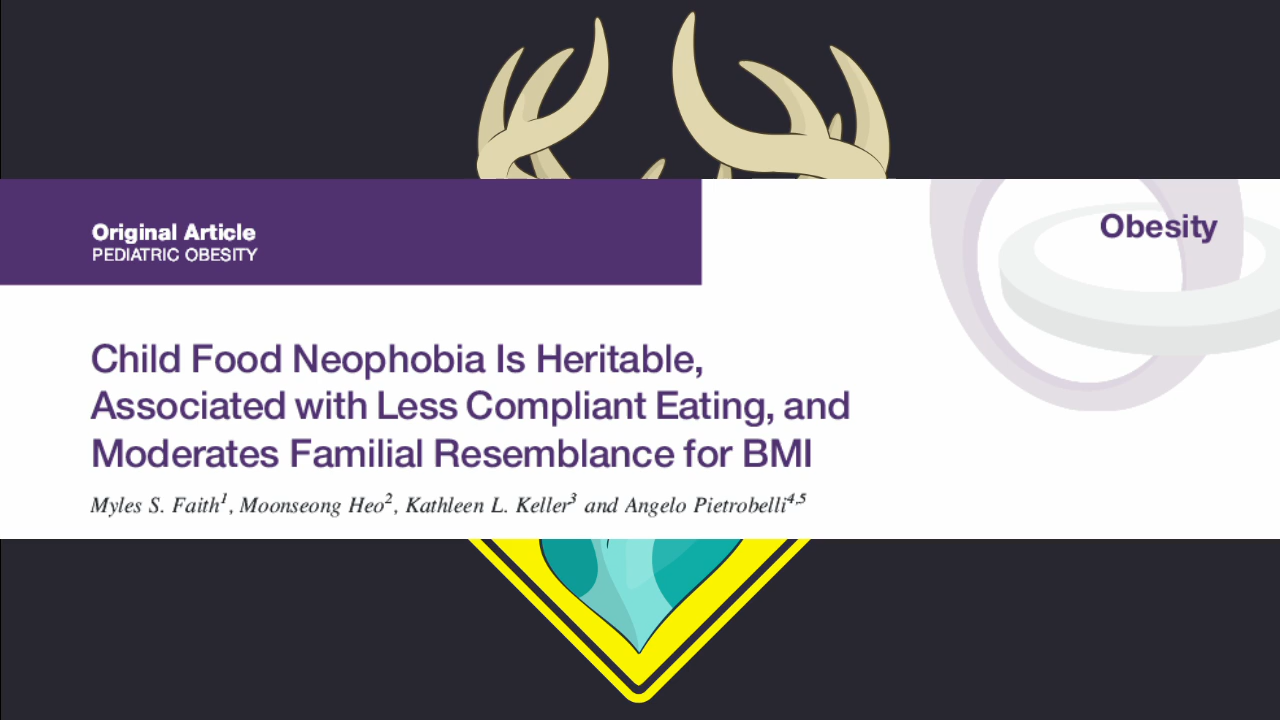 Original Article
PEDIATRIC OBESITY
Obesity
Child Food Neophobia Is Heritable,
Associated with Less Compliant Eating, and
Moderates Familial Resemblance for BMI
Myles S. Faith1, Moonseong Heo2, Kathleen L. Keller3 and Angelo Pietrobelli4,5